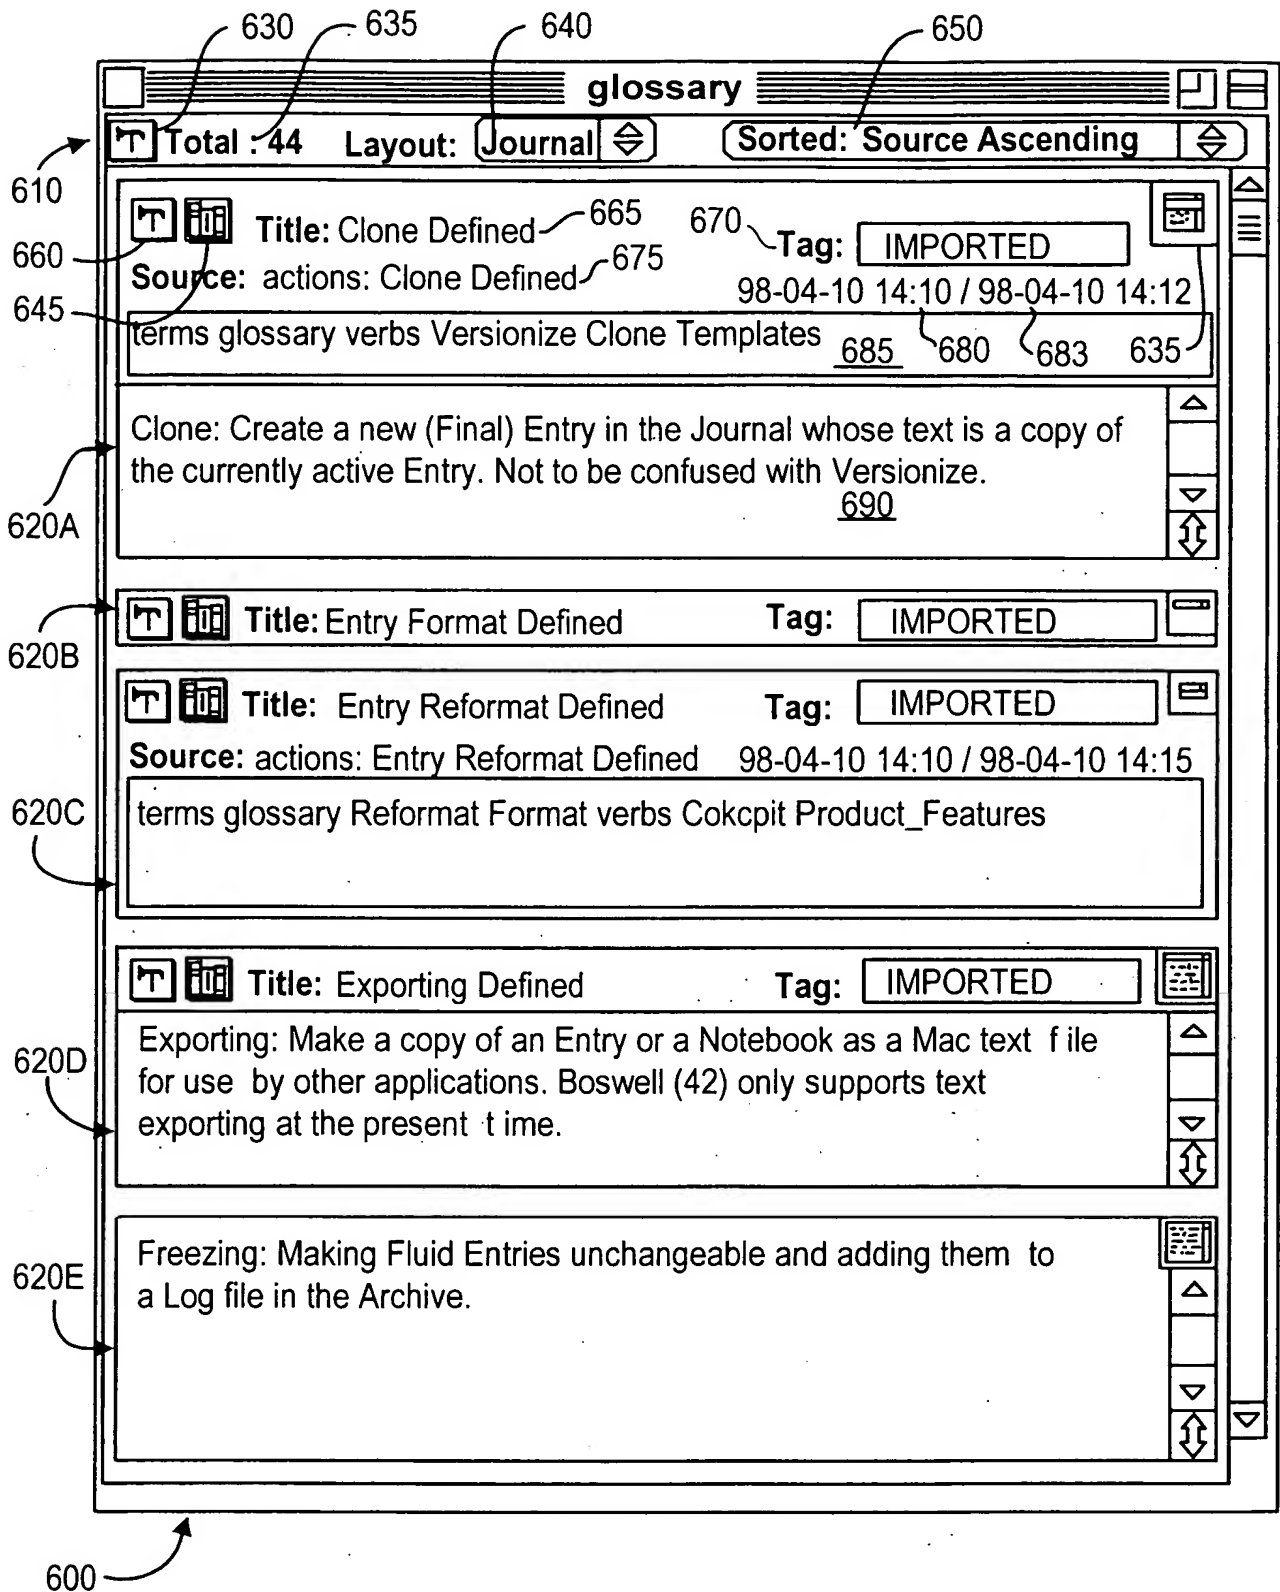 630 635 640 650
glossary
Total : 44 Layout: Journal Sorted: Source Ascending
610
Title: Clone Defined 665 670 Tag: IMPORTED
660
Source: actions: Clone Defined 675
98-04-10 14:10 / 98-04-10 14:12
645
terms glossary verbs Versionize Clone Templates 685 680 683 635
Clone: Create a new (Final) Entry in the Journal whose text is a copy of
the currently active Entry. Not to be confused with Versionize.
690
620A
Title: Entry Format Defined Tag: IMPORTED
620B
Title: Entry Reformat Defined Tag: IMPORTED
Source: actions: Entry Reformat Defined 98-04-10 14:10 / 98-04-10 14:15
620C
terms glossary Reformat Format verbs Cokcpit Product_Features
Title: Exporting Defined Tag: IMPORTED
Exporting: Make a copy of an Entry or a Notebook as a Mac text f ile
620D
for use by other applications. Boswell (42) only supports text
exporting at the present t ime.
Freezing: Making Fluid Entries unchangeable and adding them to
620E
a Log file in the Archive.
600